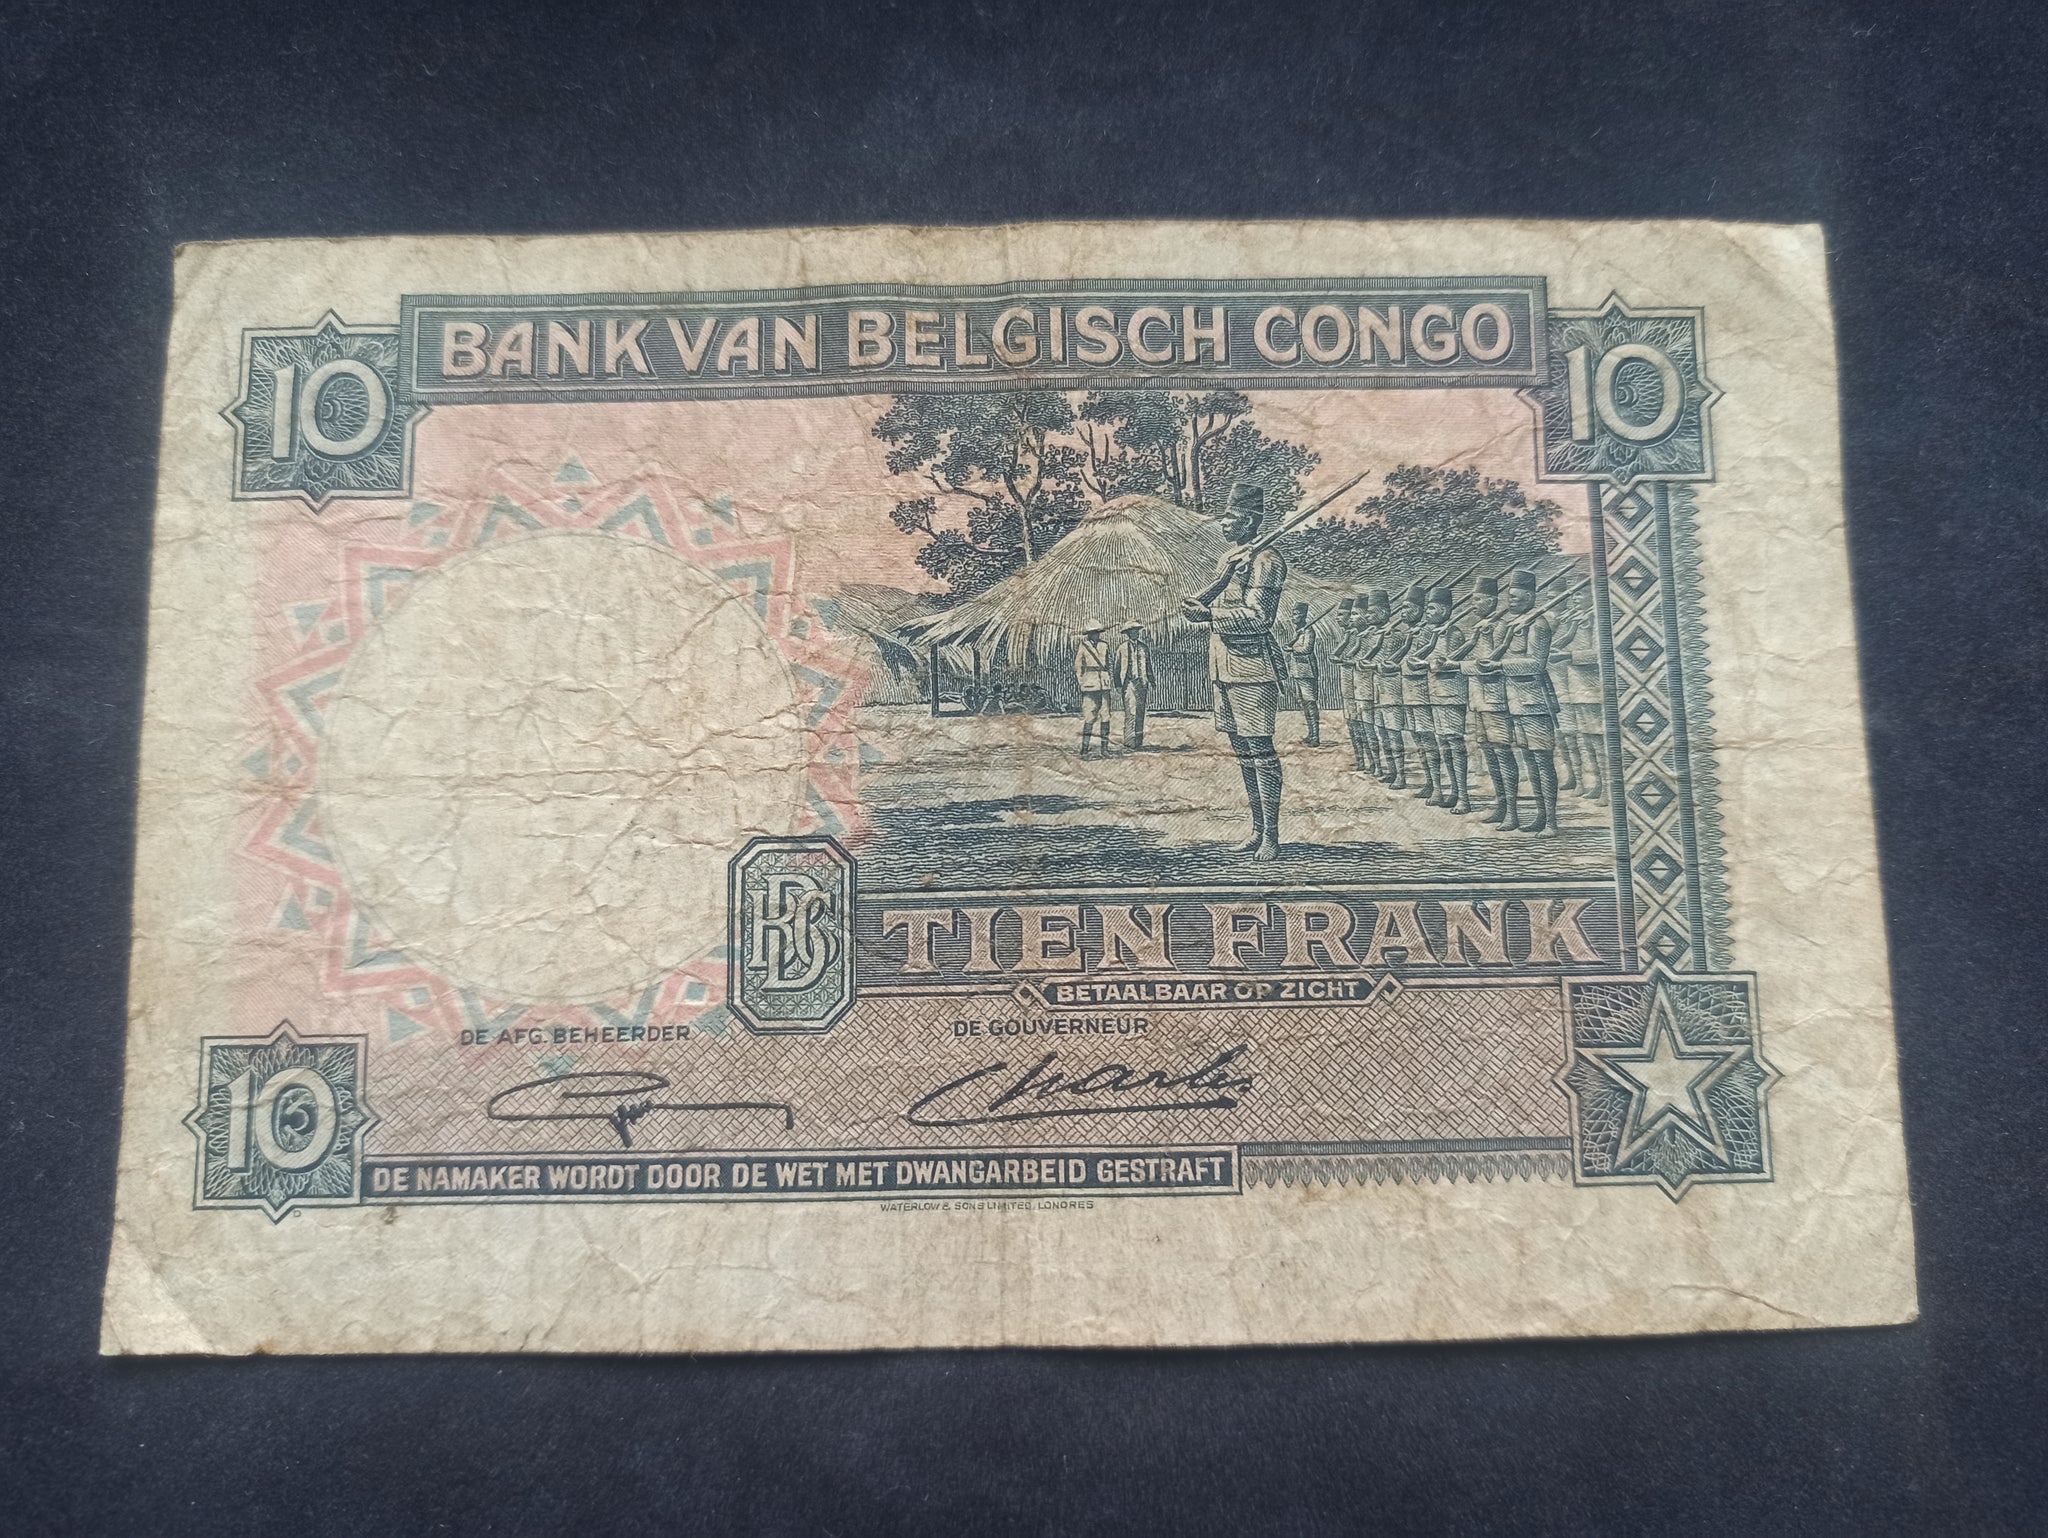 BANK VAN BELGISCH CONGO
10
10
TIEN FRANK
BETAALBAAR OP ZICHT
DE AFG. BEHEERDER
DE GOUVERNEUR
10
DE NAMAKER WORDT DOOR DE WET MET DWANGARBEID GESTRAFT
WATERLOW & SONS LIMITED, LONDRES